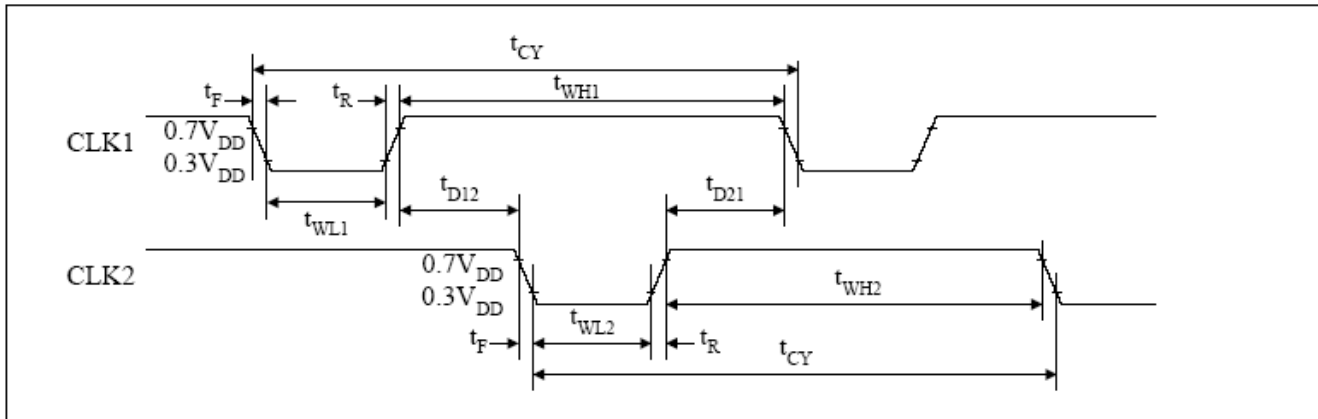 tCY
tF tR tWH1
CLK1 0.7VDD
0.3VDD
tD12 tD21
tWL1
CLK2 0.7VDD
0.3VDD
tWH2
tWL2
tF tR tCY